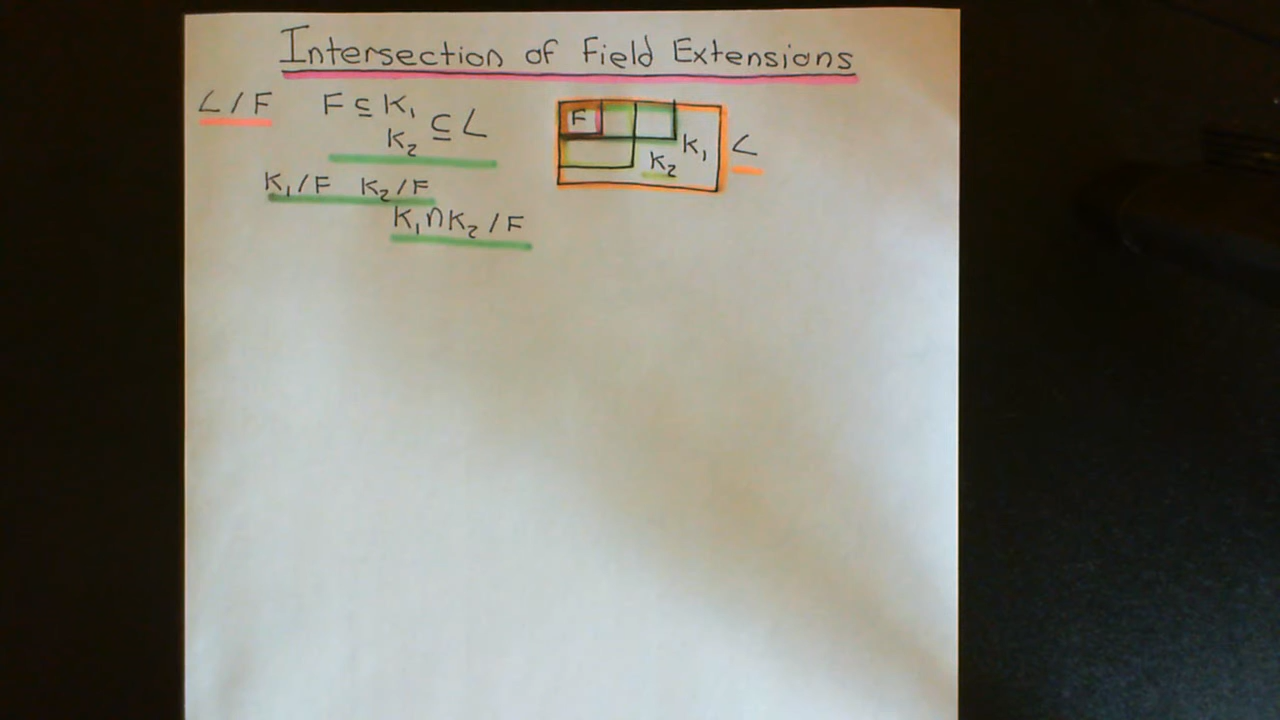 Intersection of Field Extensions
L / F F ⊆ K₁
K₂ ⊆ L
K₁ / F K₂ / F
K₁ ∩ K₂ / F
F
K₁ L
K₂